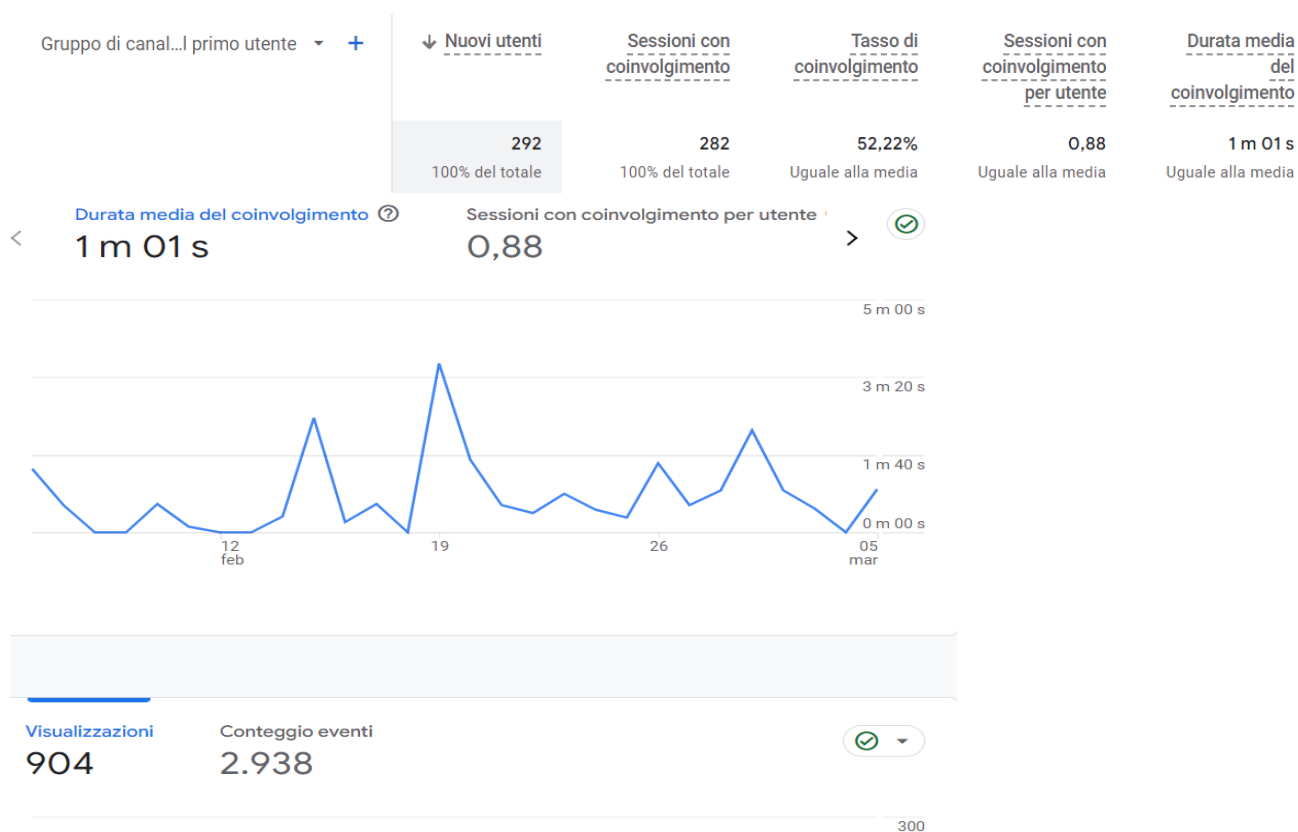 Gruppo di canal...l primo utente
Nuovi utenti
Sessioni con
coinvolgimento
Tasso di
coinvolgimento
Sessioni con
coinvolgimento
per utente
Durata media
del
coinvolgimento
292
100% del totale
282
100% del totale
52,22%
Uguale alla media
0,88
Uguale alla media
1 m 01 s
Uguale alla media
Durata media del coinvolgimento
1 m 01 s
Sessioni con coinvolgimento per utente
0,88
5 m 00 s
3 m 20 s
1 m 40 s
0 m 00 s
12
feb
19
26
05
mar
Visualizzazioni
904
Conteggio eventi
2.938
300